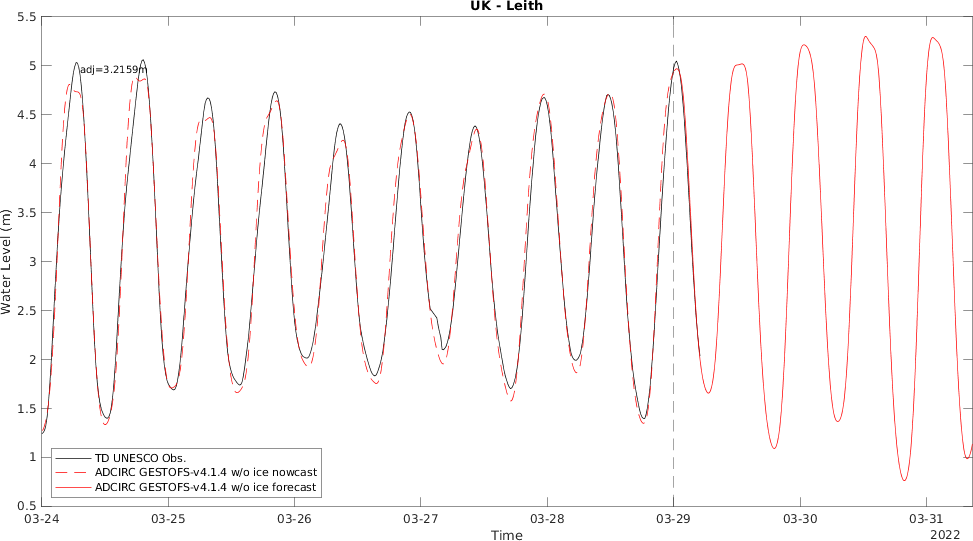 UK - Leith
5.5
5
4.5
4
3.5
3
2.5
2
1.5
1
0.5
Water Level (m)
adj=3.2159m
TD UNESCO Obs.
ADCIRC GESTOFS-v4.1.4 w/o ice nowcast
ADCIRC GESTOFS-v4.1.4 w/o ice forecast
03-24 03-25 03-26 03-27 03-28 03-29 03-30 03-31
Time
2022